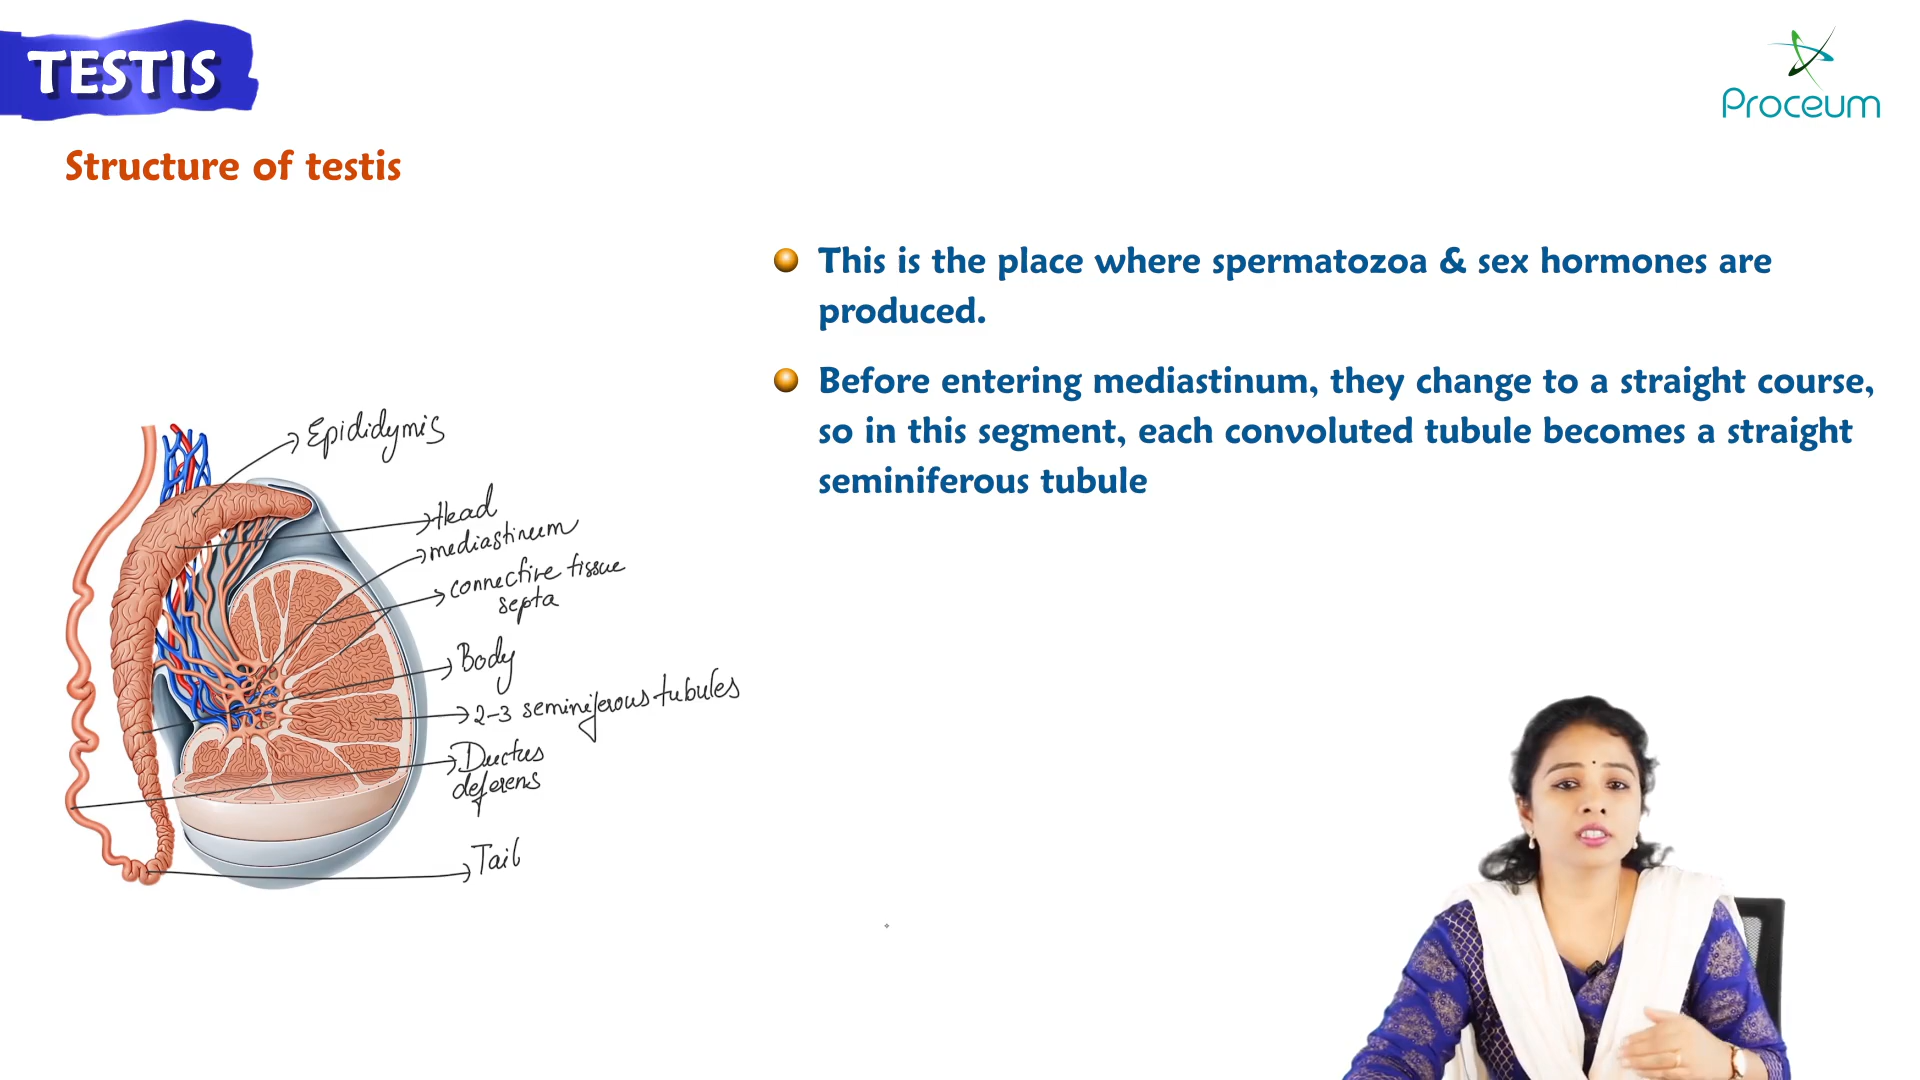 TESTIS
Proceum
Structure of testis
This is the place where spermatozoa & sex hormones are
produced.
Before entering mediastinum, they change to a straight course,
so in this segment, each convoluted tubule becomes a straight
seminiferous tubule
Epididymis
Head
mediastinum
connective tissue
septa
Body
2-3 seminiferous tubules
Ductus
deferens
Tail